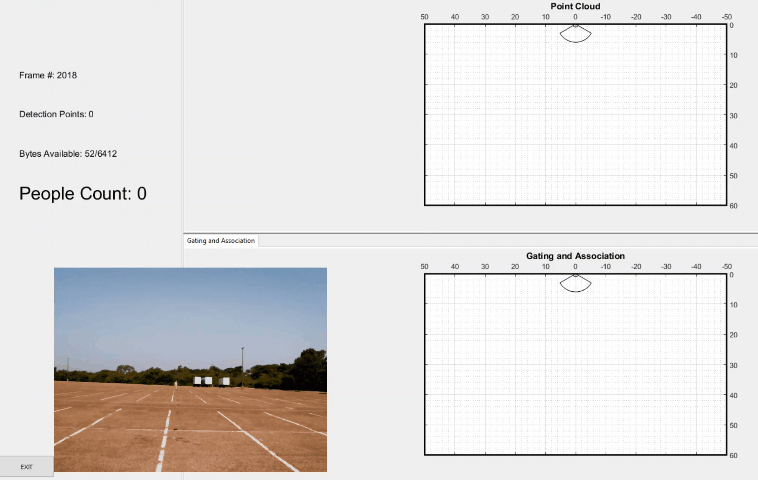 Point Cloud
50 40 30 20 10 0 -10 -20 -30 -40 -50
0
10
20
30
40
50
60
Frame #: 2018
Detection Points: 0
Bytes Available: 52/6412
People Count: 0
Gating and Association
Gating and Association
50 40 30 20 10 0 -10 -20 -30 -40 -50
0
10
20
30
40
50
60
EXIT